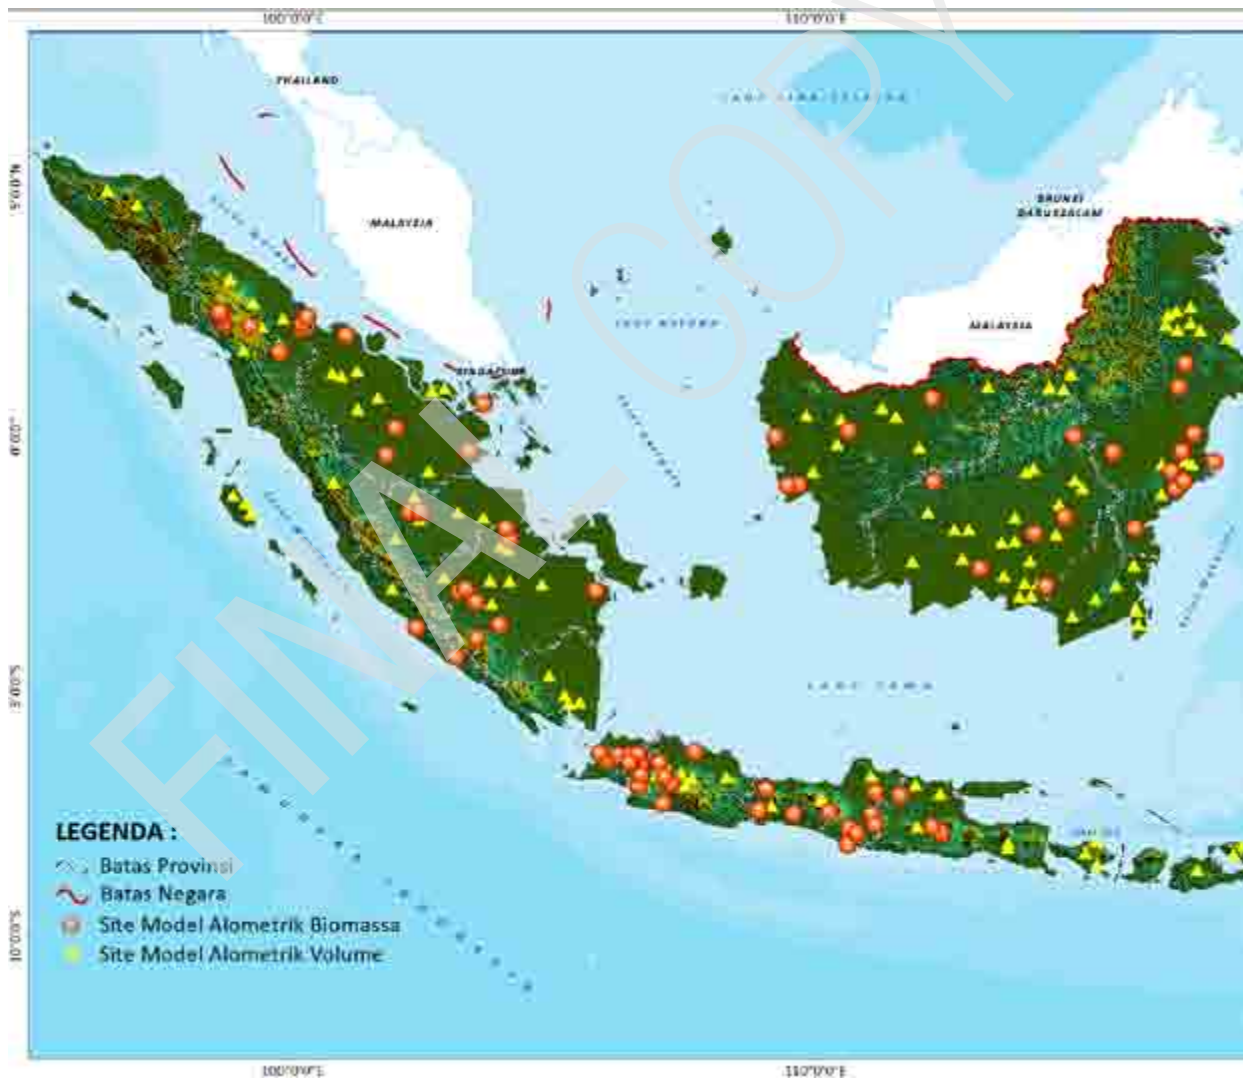 100°0'0"E 110°0'0"E
THAILAND
5°0'0"N
BRUNEI
DARUSSALAM
MALAYSIA
LAUT NATUNA
MALAYSIA
SINGAPURA
0°0'0"
5°0'0"S
LAUT JAWA
LEGENDA :
Batas Provinsi
Batas Negara
Site Model Alometrik Biomassa
Site Model Alometrik Volume
10°0'0"S
100°0'0"E 110°0'0"E
FINAL COPY